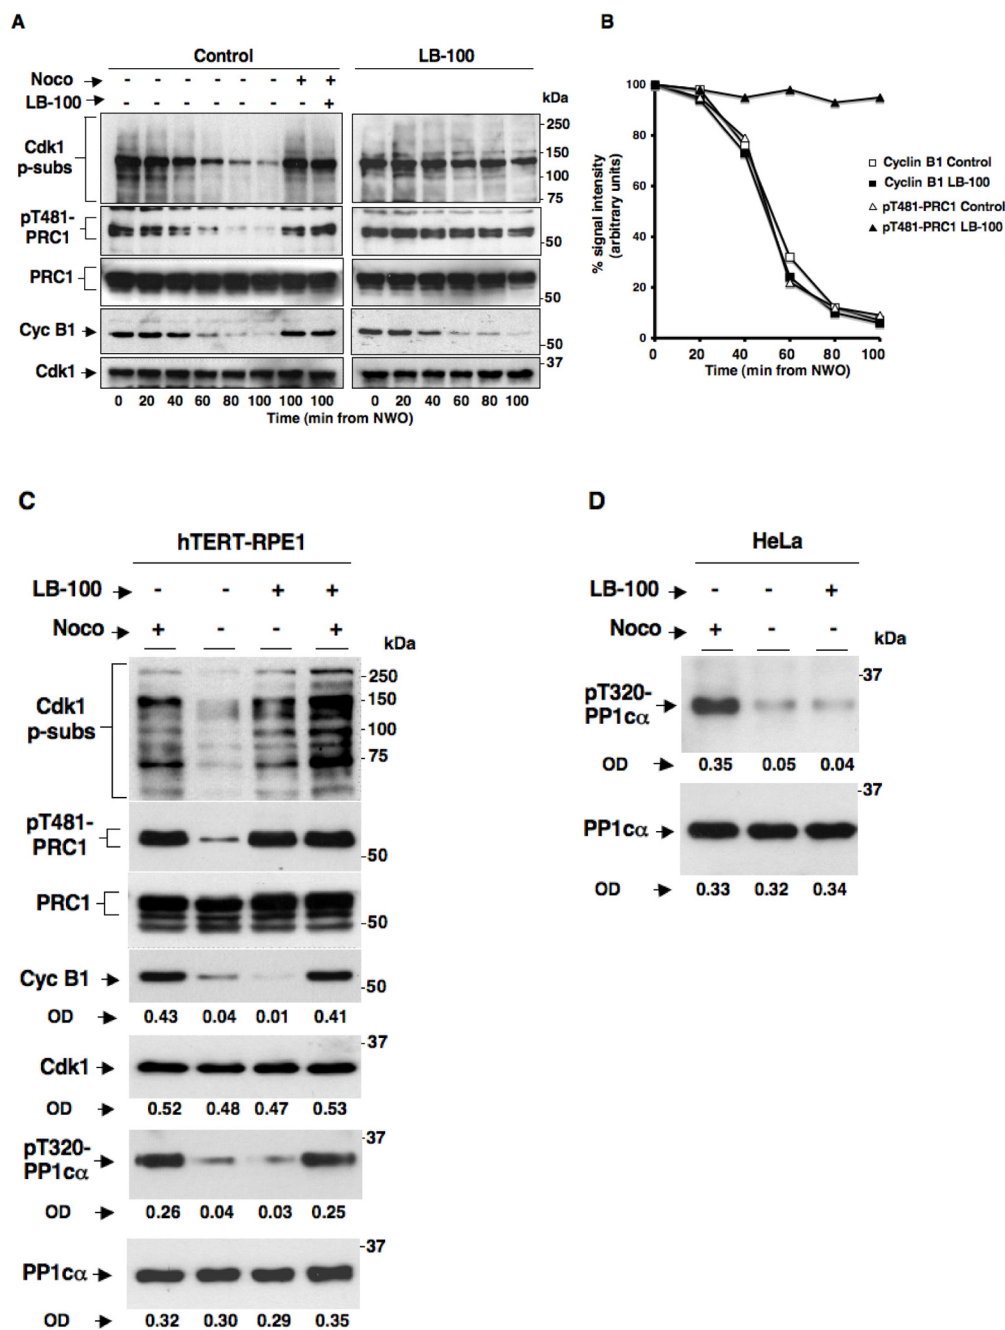 A
Control
LB-100
Noco
- - - - - - + +
LB-100
- - - - - - - +
kDa
Cdk1
p-subs
250
150
100
75
pT481-
PRC1
50
PRC1
50
Cyc B1
50
Cdk1
37
0 20 40 60 80 100 100 100
0 20 40 60 80 100
Time (min from NWO)
B
% signal intensity
(arbitrary units)
100
80
60
40
20
0
0 20 40 60 80 100
Time (min from NWO)
Cyclin B1 Control
Cyclin B1 LB-100
pT481-PRC1 Control
pT481-PRC1 LB-100
C
hTERT-RPE1
LB-100 - - + +
Noco + - - +
kDa
Cdk1
p-subs
250
150
100
75
pT481-
PRC1
50
PRC1
50
Cyc B1
50
OD 0.43 0.04 0.01 0.41
37
Cdk1
OD 0.52 0.48 0.47 0.53
37
pT320-
PP1cα
OD 0.26 0.04 0.03 0.25
37
PP1cα
OD 0.32 0.30 0.29 0.35
D
HeLa
LB-100 - - +
Noco + - -
kDa
37
pT320-
PP1cα
OD 0.35 0.05 0.04
37
PP1cα
OD 0.33 0.32 0.34